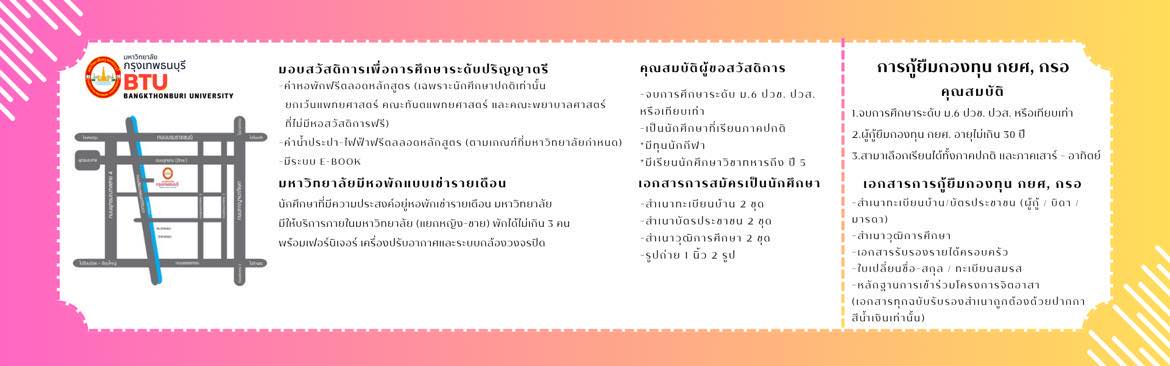 มหาวิทยาลัย
กรุงเทพธนบุรี
BTU
BANGKTHONBURI UNIVERSITY
มอบสวัสดิการเพื่อการศึกษาระดับปริญญาตรี
-ค่าหอพักฟรีตลอดหลักสูตร (เฉพาะนักศึกษาปกติเท่านั้น
ยกเว้นแพทยศาสตร์ คณะทันตแพทยศาสตร์ และคณะพยาบาลศาสตร์
ที่ไม่มีหอสวัสดิการฟรี)
-ค่าน้ำประปา-ไฟฟ้าฟรีตลอดหลักสูตร (ตามเกณฑ์ที่มหาวิทยาลัยกำหนด)
-มีระบบ E-BOOK
มหาวิทยาลัยมีหอพักแบบเช่ารายเดือน
นักศึกษาที่มีความประสงค์อยู่หอพักเช่ารายเดือน มหาวิทยาลัย
มีให้บริการภายในมหาวิทยาลัย (แยกหญิง-ชาย) พักได้ไม่เกิน 3 คน
พร้อมเฟอร์นิเจอร์ เครื่องปรับอากาศและระบบกล้องวงจรปิด
คุณสมบัติผู้ขอสวัสดิการ
-จบการศึกษาระดับ ม.6 ปวช. ปวส.
หรือเทียบเท่า
-เป็นนักศึกษาที่เรียนภาคปกติ
*มีทุนนักกีฬา
*มีเรียนนักศึกษาวิชาทหารถึง ปี 5
เอกสารการสมัครเป็นนักศึกษา
-สำเนาทะเบียนบ้าน 2 ชุด
-สำเนาบัตรประชาชน 2 ชุด
-สำเนาวุฒิการศึกษา 2 ชุด
-รูปถ่าย 1 นิ้ว 2 รูป
การกู้ยืมกองทุน กยศ, กรอ
คุณสมบัติ
1.จบการศึกษาระดับ ม.6 ปวช. ปวส. หรือเทียบเท่า
2.ผู้กู้ยืมกองทุน กยศ. อายุไม่เกิน 30 ปี
3.สามาเลือกเรียนได้ทั้งภาคปกติ และภาคเสาร์ - อาทิตย์
เอกสารการกู้ยืมกองทุน กยศ, กรอ
-สำเนาทะเบียนบ้าน/บัตรประชาชน (ผู้กู้ / บิดา /
มารดา)
-สำเนาวุฒิการศึกษา
-เอกสารรับรองรายได้ครอบครัว
-ใบเปลี่ยนชื่อ-สกุล / ทะเบียนสมรส
-หลักฐานการเข้าร่วมโครงการจิตอาสา
(เอกสารทุกฉบับรับรองสำเนาถูกต้องด้วยปากกา
สีน้ำเงินเท่านั้น)